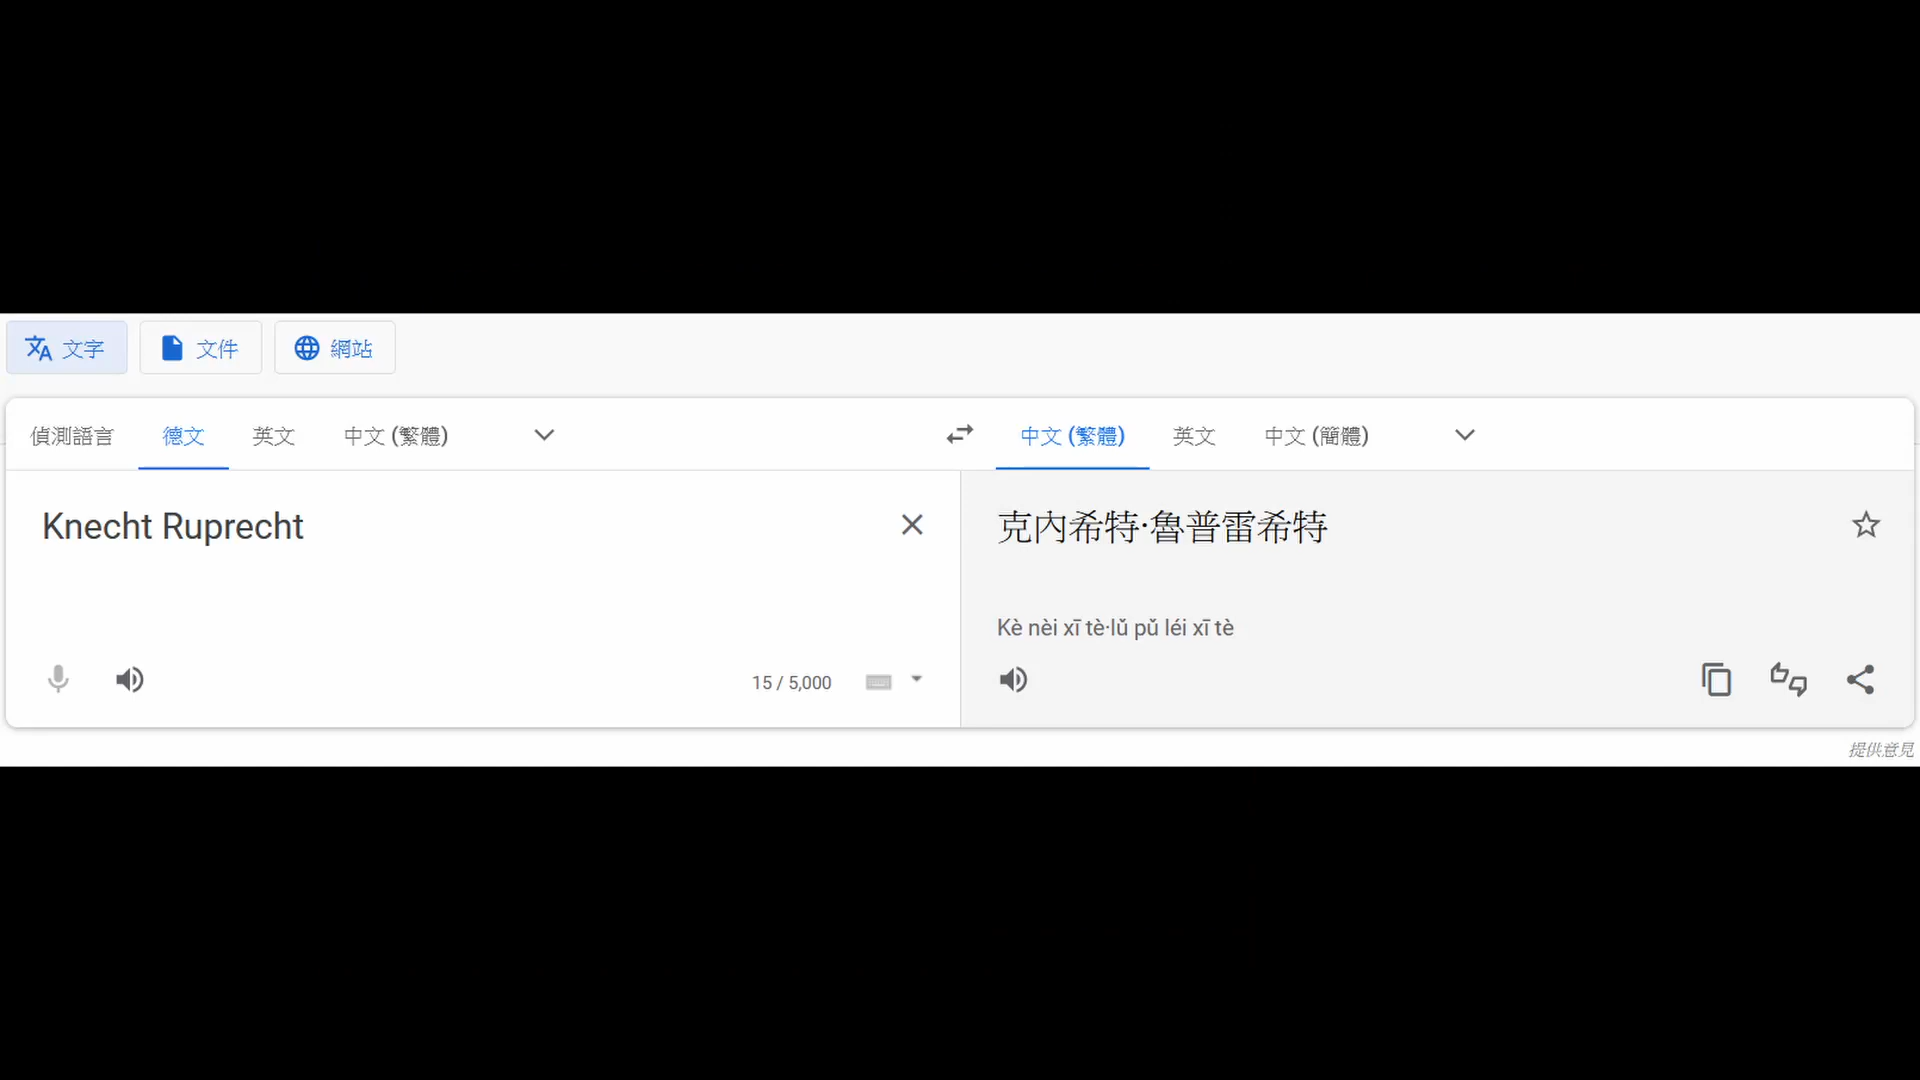 文字 文件 網站
偵測語言 德文 英文 中文 (繁體) 中文 (繁體) 英文 中文 (簡體)
Knecht Ruprecht
克內希特·魯普雷希特
Kè nèi xī tè·lǔ pǔ léi xī tè
15 / 5,000
提供意見